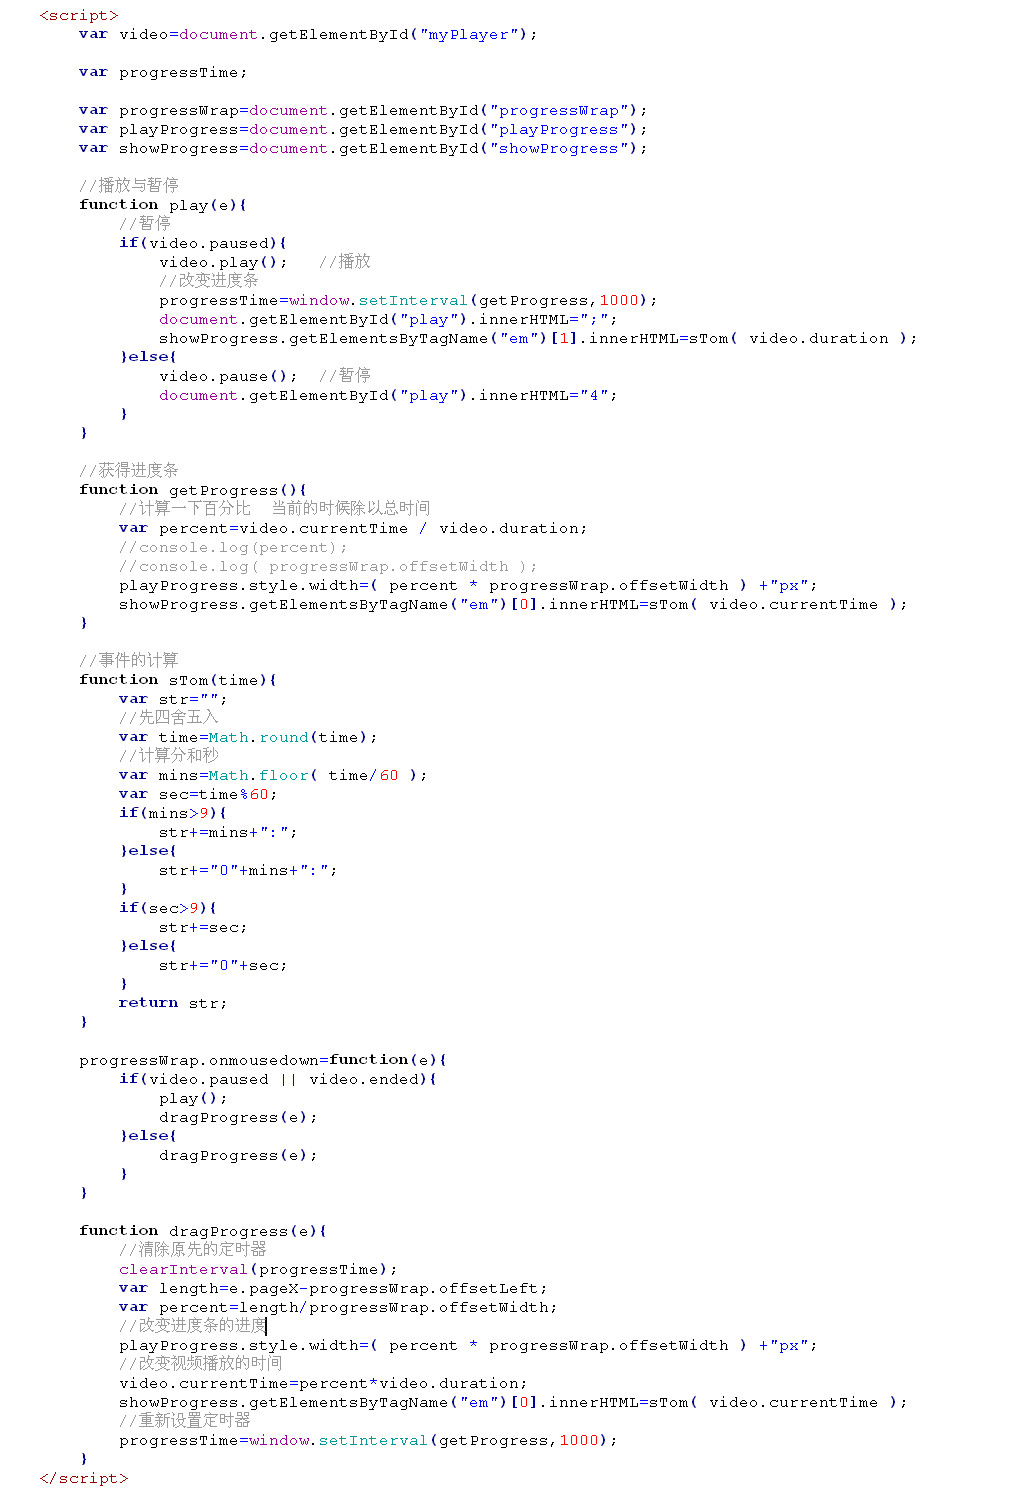 <script>
var video=document.getElementById("myPlayer");
var progressTime;
var progressWrap=document.getElementById("progressWrap");
var playProgress=document.getElementById("playProgress");
var showProgress=document.getElementById("showProgress");
//播放与暂停
function play(e){
//暂停
if(video.paused){
video.play();   //播放
//改变进度条
progressTime=window.setInterval(getProgress,1000);
document.getElementById("play").innerHTML=";";
showProgress.getElementsByTagName("em")[1].innerHTML=sTom( video.duration );
}else{
video.pause();  //暂停
document.getElementById("play").innerHTML="4";
}
}
//获得进度条
function getProgress(){
//计算一下百分比  当前的时候除以总时间
var percent=video.currentTime / video.duration;
//console.log(percent);
//console.log( progressWrap.offsetWidth );
playProgress.style.width=( percent * progressWrap.offsetWidth ) +"px";
showProgress.getElementsByTagName("em")[0].innerHTML=sTom( video.currentTime );
}
//事件的计算
function sTom(time){
var str="";
//先四舍五入
var time=Math.round(time);
//计算分和秒
var mins=Math.floor( time/60 );
var sec=time%60;
if(mins>9){
str+=mins+":";
}else{
str+="0"+mins+":";
}
if(sec>9){
str+=sec;
}else{
str+="0"+sec;
}
return str;
}
progressWrap.onmousedown=function(e){
if(video.paused || video.ended){
play();
dragProgress(e);
}else{
dragProgress(e);
}
}
function dragProgress(e){
//清除原先的定时器
clearInterval(progressTime);
var length=e.pageX-progressWrap.offsetLeft;
var percent=length/progressWrap.offsetWidth;
//改变进度条的进度
playProgress.style.width=( percent * progressWrap.offsetWidth ) +"px";
//改变视频播放的时间
video.currentTime=percent*video.duration;
showProgress.getElementsByTagName("em")[0].innerHTML=sTom( video.currentTime );
//重新设置定时器
progressTime=window.setInterval(getProgress,1000);
}
</script>